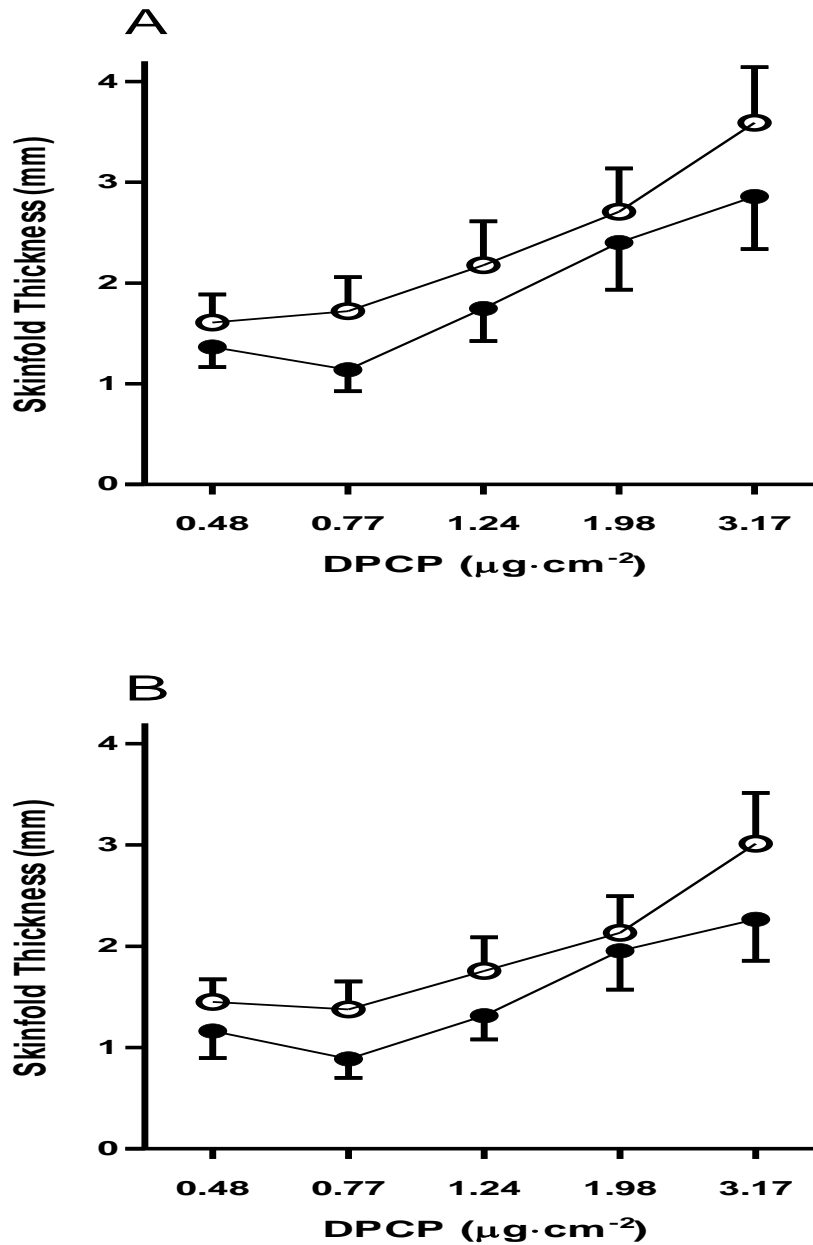 A
4
3
2
1
0
Skinfold Thickness (mm)
0.48 0.77 1.24 1.98 3.17
DPCP (μg·cm⁻²)
B
4
3
2
1
0
Skinfold Thickness (mm)
0.48 0.77 1.24 1.98 3.17
DPCP (μg·cm⁻²)